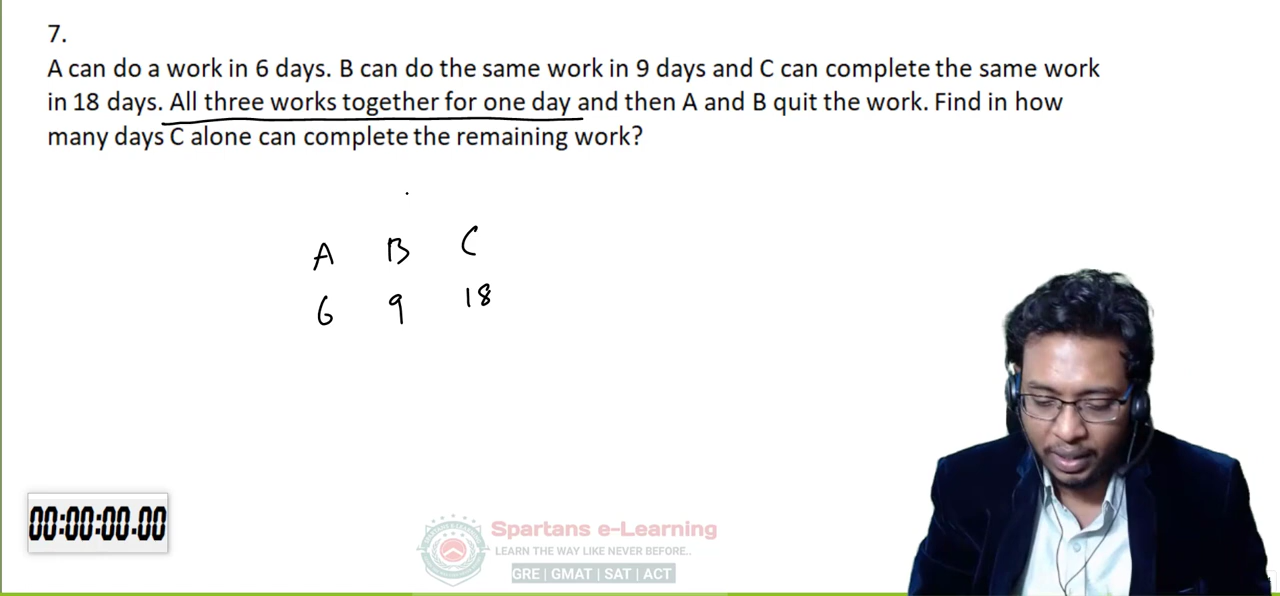 7.
A can do a work in 6 days. B can do the same work in 9 days and C can complete the same work
in 18 days. All three works together for one day and then A and B quit the work. Find in how
many days C alone can complete the remaining work?
A B C
6 9 18
00:00:00.00
Spartans e-Learning
LEARN THE WAY LIKE NEVER BEFORE..
GRE | GMAT | SAT | ACT